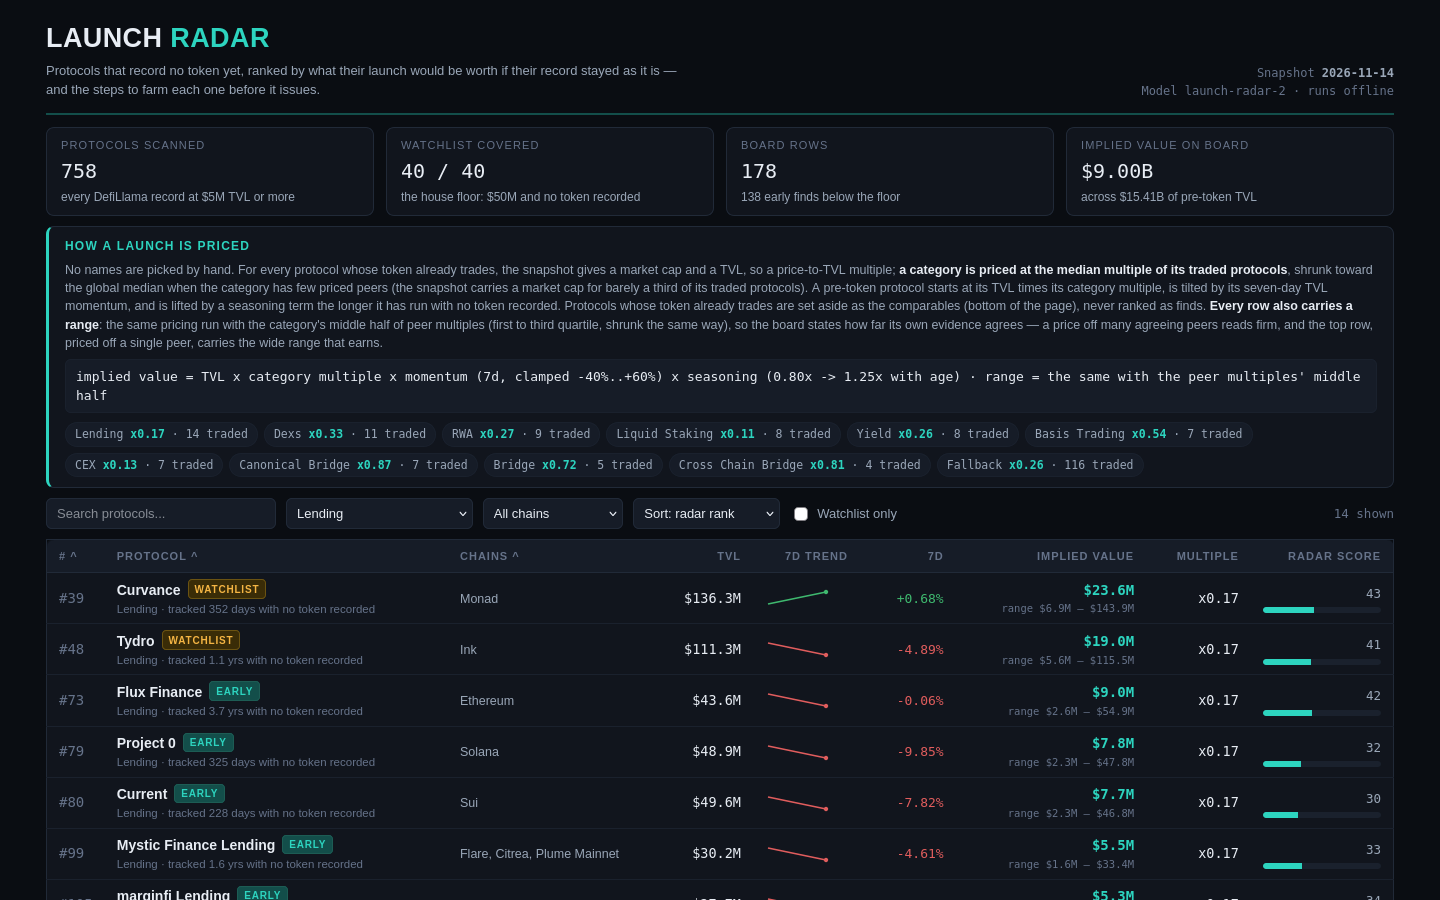 LAUNCH RADAR
Protocols that record no token yet, ranked by what their launch would be worth if their record stayed as it is —
and the steps to farm each one before it issues.
Snapshot 2026-11-14
Model launch-radar-2 · runs offline
PROTOCOLS SCANNED
758
every DefiLlama record at $5M TVL or more
WATCHLIST COVERED
40 / 40
the house floor: $50M and no token recorded
BOARD ROWS
178
138 early finds below the floor
IMPLIED VALUE ON BOARD
$9.00B
across $15.41B of pre-token TVL
HOW A LAUNCH IS PRICED
No names are picked by hand. For every protocol whose token already trades, the snapshot gives a market cap and a TVL, so a price-to-TVL multiple; a category is priced at the median multiple of its traded protocols, shrunk toward
the global median when the category has few priced peers (the snapshot carries a market cap for barely a third of its traded protocols). A pre-token protocol starts at its TVL times its category multiple, is tilted by its seven-day TVL
momentum, and is lifted by a seasoning term the longer it has run with no token recorded. Protocols whose token already trades are set aside as the comparables (bottom of the page), never ranked as finds. Every row also carries a
range: the same pricing run with the category's middle half of peer multiples (first to third quartile, shrunk the same way), so the board states how far its own evidence agrees — a price off many agreeing peers reads firm, and the top row,
priced off a single peer, carries the wide range that earns.
implied value = TVL x category multiple x momentum (7d, clamped -40%..+60%) x seasoning (0.80x -> 1.25x with age) · range = the same with the peer multiples' middle
half
Lending x0.17 · 14 traded
Dexs x0.33 · 11 traded
RWA x0.27 · 9 traded
Liquid Staking x0.11 · 8 traded
Yield x0.26 · 8 traded
Basis Trading x0.54 · 7 traded
CEX x0.13 · 7 traded
Canonical Bridge x0.87 · 7 traded
Bridge x0.72 · 5 traded
Cross Chain Bridge x0.81 · 4 traded
Fallback x0.26 · 116 traded
Search protocols...
Lending
All chains
Sort: radar rank
Watchlist only
14 shown
# ^ PROTOCOL ^ CHAINS ^ TVL 7D TREND 7D IMPLIED VALUE MULTIPLE RADAR SCORE
#39 Curvance WATCHLIST Monad $136.3M +0.68% $23.6M x0.17 43
Lending · tracked 352 days with no token recorded range $6.9M – $143.9M
#48 Tydro WATCHLIST Ink $111.3M -4.89% $19.0M x0.17 41
Lending · tracked 1.1 yrs with no token recorded range $5.6M – $115.5M
#73 Flux Finance EARLY Ethereum $43.6M -0.06% $9.0M x0.17 42
Lending · tracked 3.7 yrs with no token recorded range $2.6M – $54.9M
#79 Project 0 EARLY Solana $48.9M -9.85% $7.8M x0.17 32
Lending · tracked 325 days with no token recorded range $2.3M – $47.8M
#80 Current EARLY Sui $49.6M -7.82% $7.7M x0.17 30
Lending · tracked 228 days with no token recorded range $2.3M – $46.8M
#99 Mystic Finance Lending EARLY Flare, Citrea, Plume Mainnet $30.2M -4.61% $5.5M x0.17 33
Lending · tracked 1.6 yrs with no token recorded range $1.6M – $33.4M
marginfi Lending EARLY $5.3M